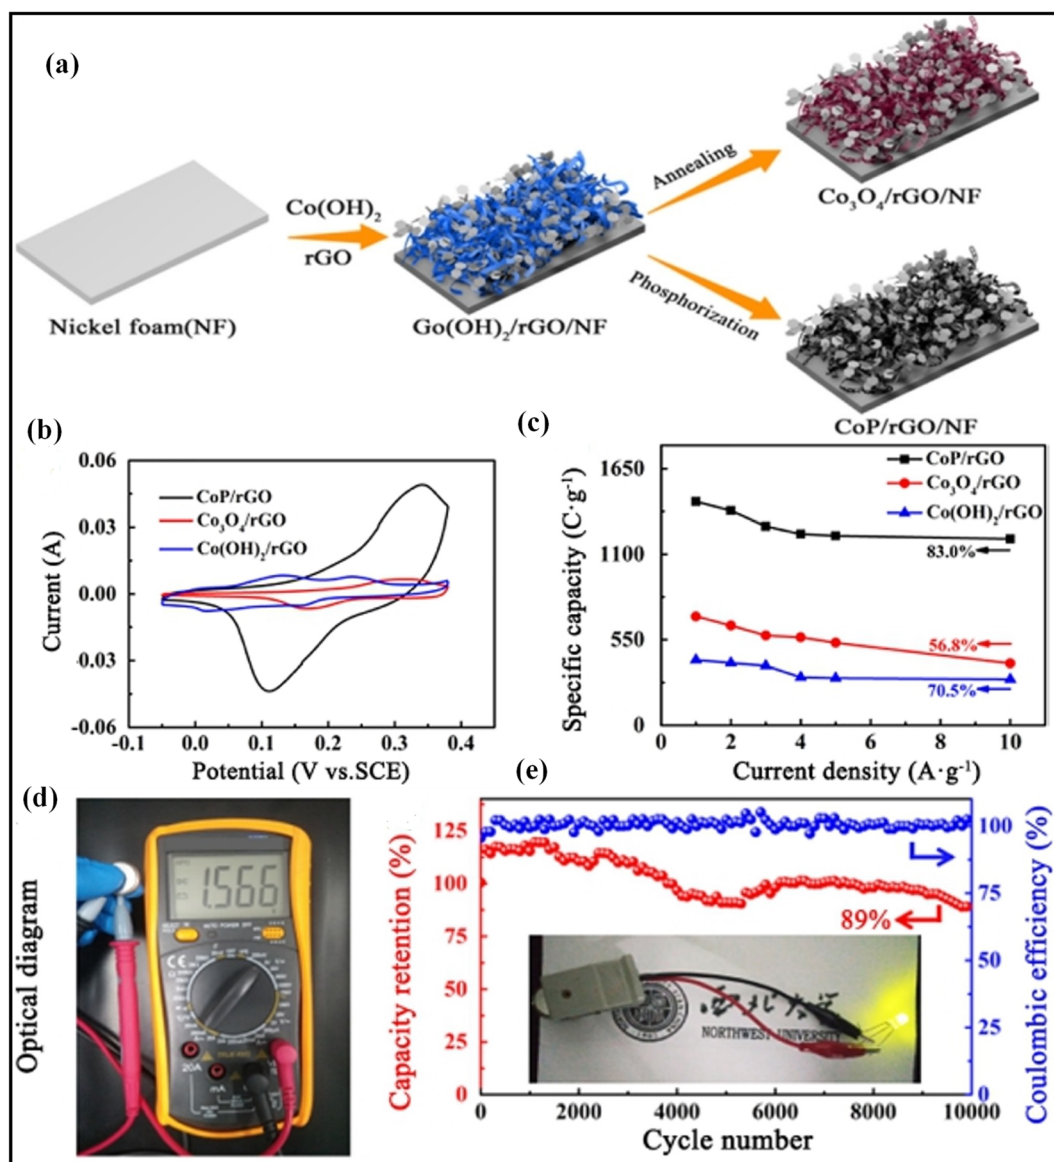 (a)
Nickel foam(NF)
Co(OH)₂
rGO
Go(OH)₂/rGO/NF
Annealing
Phosphorization
Co₃O₄/rGO/NF
CoP/rGO/NF
(b)
Current (A)
0.06
0.03
0.00
-0.03
-0.06
CoP/rGO
Co₃O₄/rGO
Co(OH)₂/rGO
-0.1 0.0 0.1 0.2 0.3 0.4
Potential (V vs.SCE)
(c)
Specific capacity (C·g⁻¹)
1650
1100
550
0
CoP/rGO
Co₃O₄/rGO
Co(OH)₂/rGO
83.0%
56.8%
70.5%
0 2 4 6 8 10
Current density (A·g⁻¹)
(d)
Optical diagram
1.566
CE
20A
mA
(e)
Capacity retention (%)
125
100
75
50
25
0
89%
NORTHWEST UNIVERSITY
0 2000 4000 6000 8000 10000
Cycle number
100
75
50
25
0
Coulombic efficiency (%)